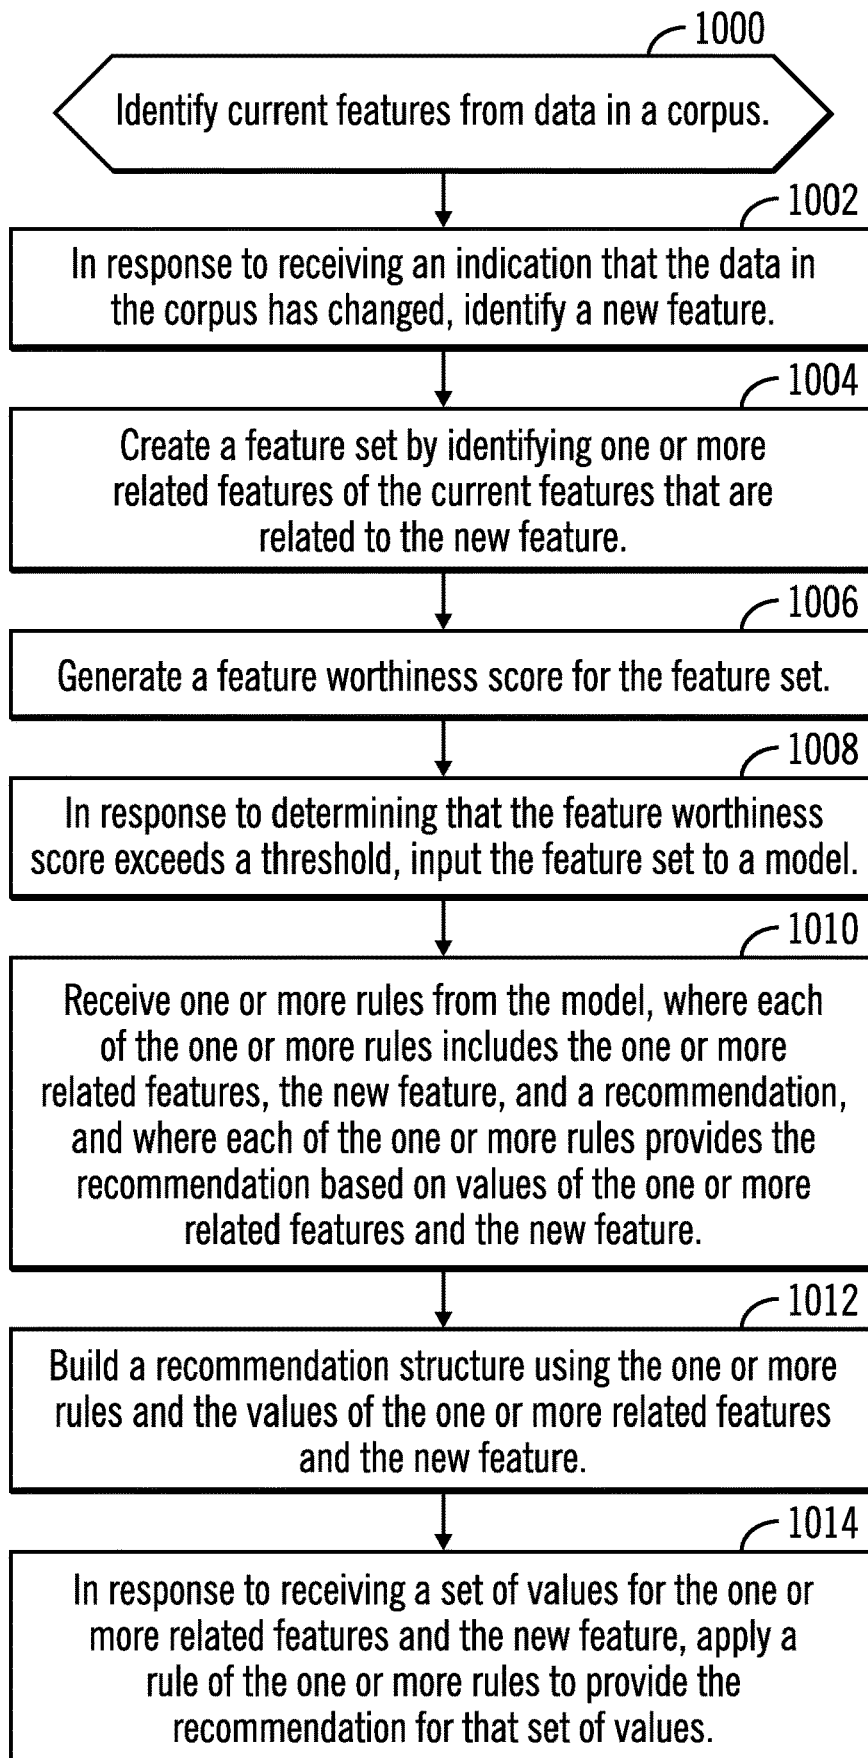 1000
Identify current features from data in a corpus.
1002
In response to receiving an indication that the data in
the corpus has changed, identify a new feature.
1004
Create a feature set by identifying one or more
related features of the current features that are
related to the new feature.
1006
Generate a feature worthiness score for the feature set.
1008
In response to determining that the feature worthiness
score exceeds a threshold, input the feature set to a model.
1010
Receive one or more rules from the model, where each
of the one or more rules includes the one or more
related features, the new feature, and a recommendation,
and where each of the one or more rules provides the
recommendation based on values of the one or more
related features and the new feature.
1012
Build a recommendation structure using the one or more
rules and the values of the one or more related features
and the new feature.
1014
In response to receiving a set of values for the one or
more related features and the new feature, apply a
rule of the one or more rules to provide the
recommendation for that set of values.